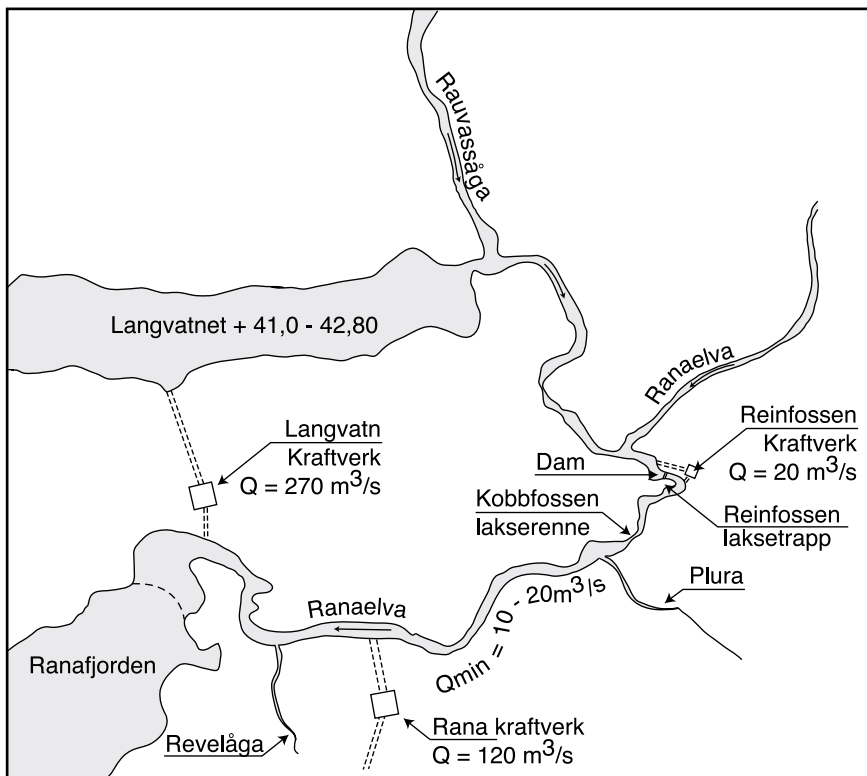 Rauvassåga
Langvatnet + 41,0 - 42,80
Ranaelva
Langvatn
Kraftverk
Q = 270 m³/s
Reinfossen
Kraftverk
Q = 20 m³/s
Dam
Kobbfossen
lakserenne
Reinfossen
laksetrapp
Plura
Ranaelva
Qmin = 10 - 20m³/s
Ranafjorden
Revelåga
Rana kraftverk
Q = 120 m³/s